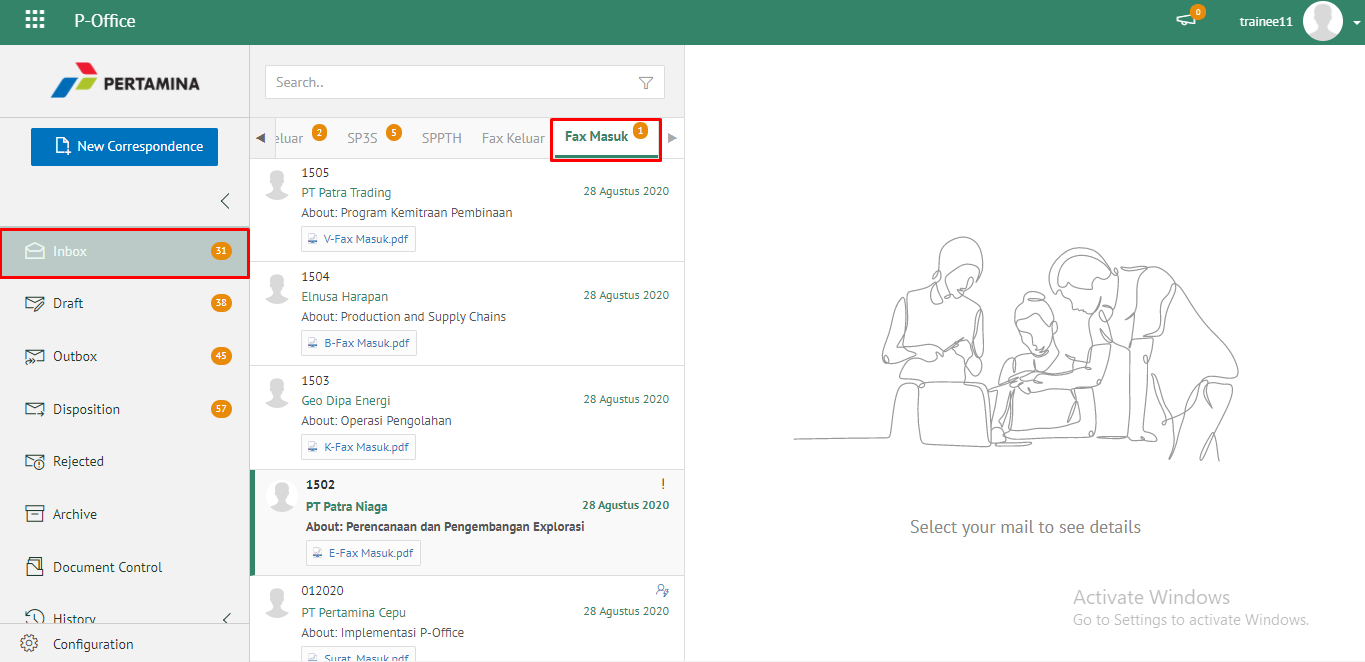 P-Office
0
trainee11
PERTAMINA
New Correspondence
Inbox 31
Draft 38
Outbox 45
Disposition 57
Rejected
Archive
Document Control
History
Configuration
Search..
eluar 2
SP3S 5
SPPTH
Fax Keluar
Fax Masuk 1
1505
PT Patra Trading
28 Agustus 2020
About: Program Kemitraan Pembinaan
V-Fax Masuk.pdf
1504
Elnusa Harapan
28 Agustus 2020
About: Production and Supply Chains
B-Fax Masuk.pdf
1503
Geo Dipa Energi
28 Agustus 2020
About: Operasi Pengolahan
K-Fax Masuk.pdf
1502
!
PT Patra Niaga
28 Agustus 2020
About: Perencanaan dan Pengembangan Explorasi
E-Fax Masuk.pdf
012020
PT Pertamina Cepu
28 Agustus 2020
About: Implementasi P-Office
Surat_Masuk.pdf
Select your mail to see details
Activate Windows
Go to Settings to activate Windows.